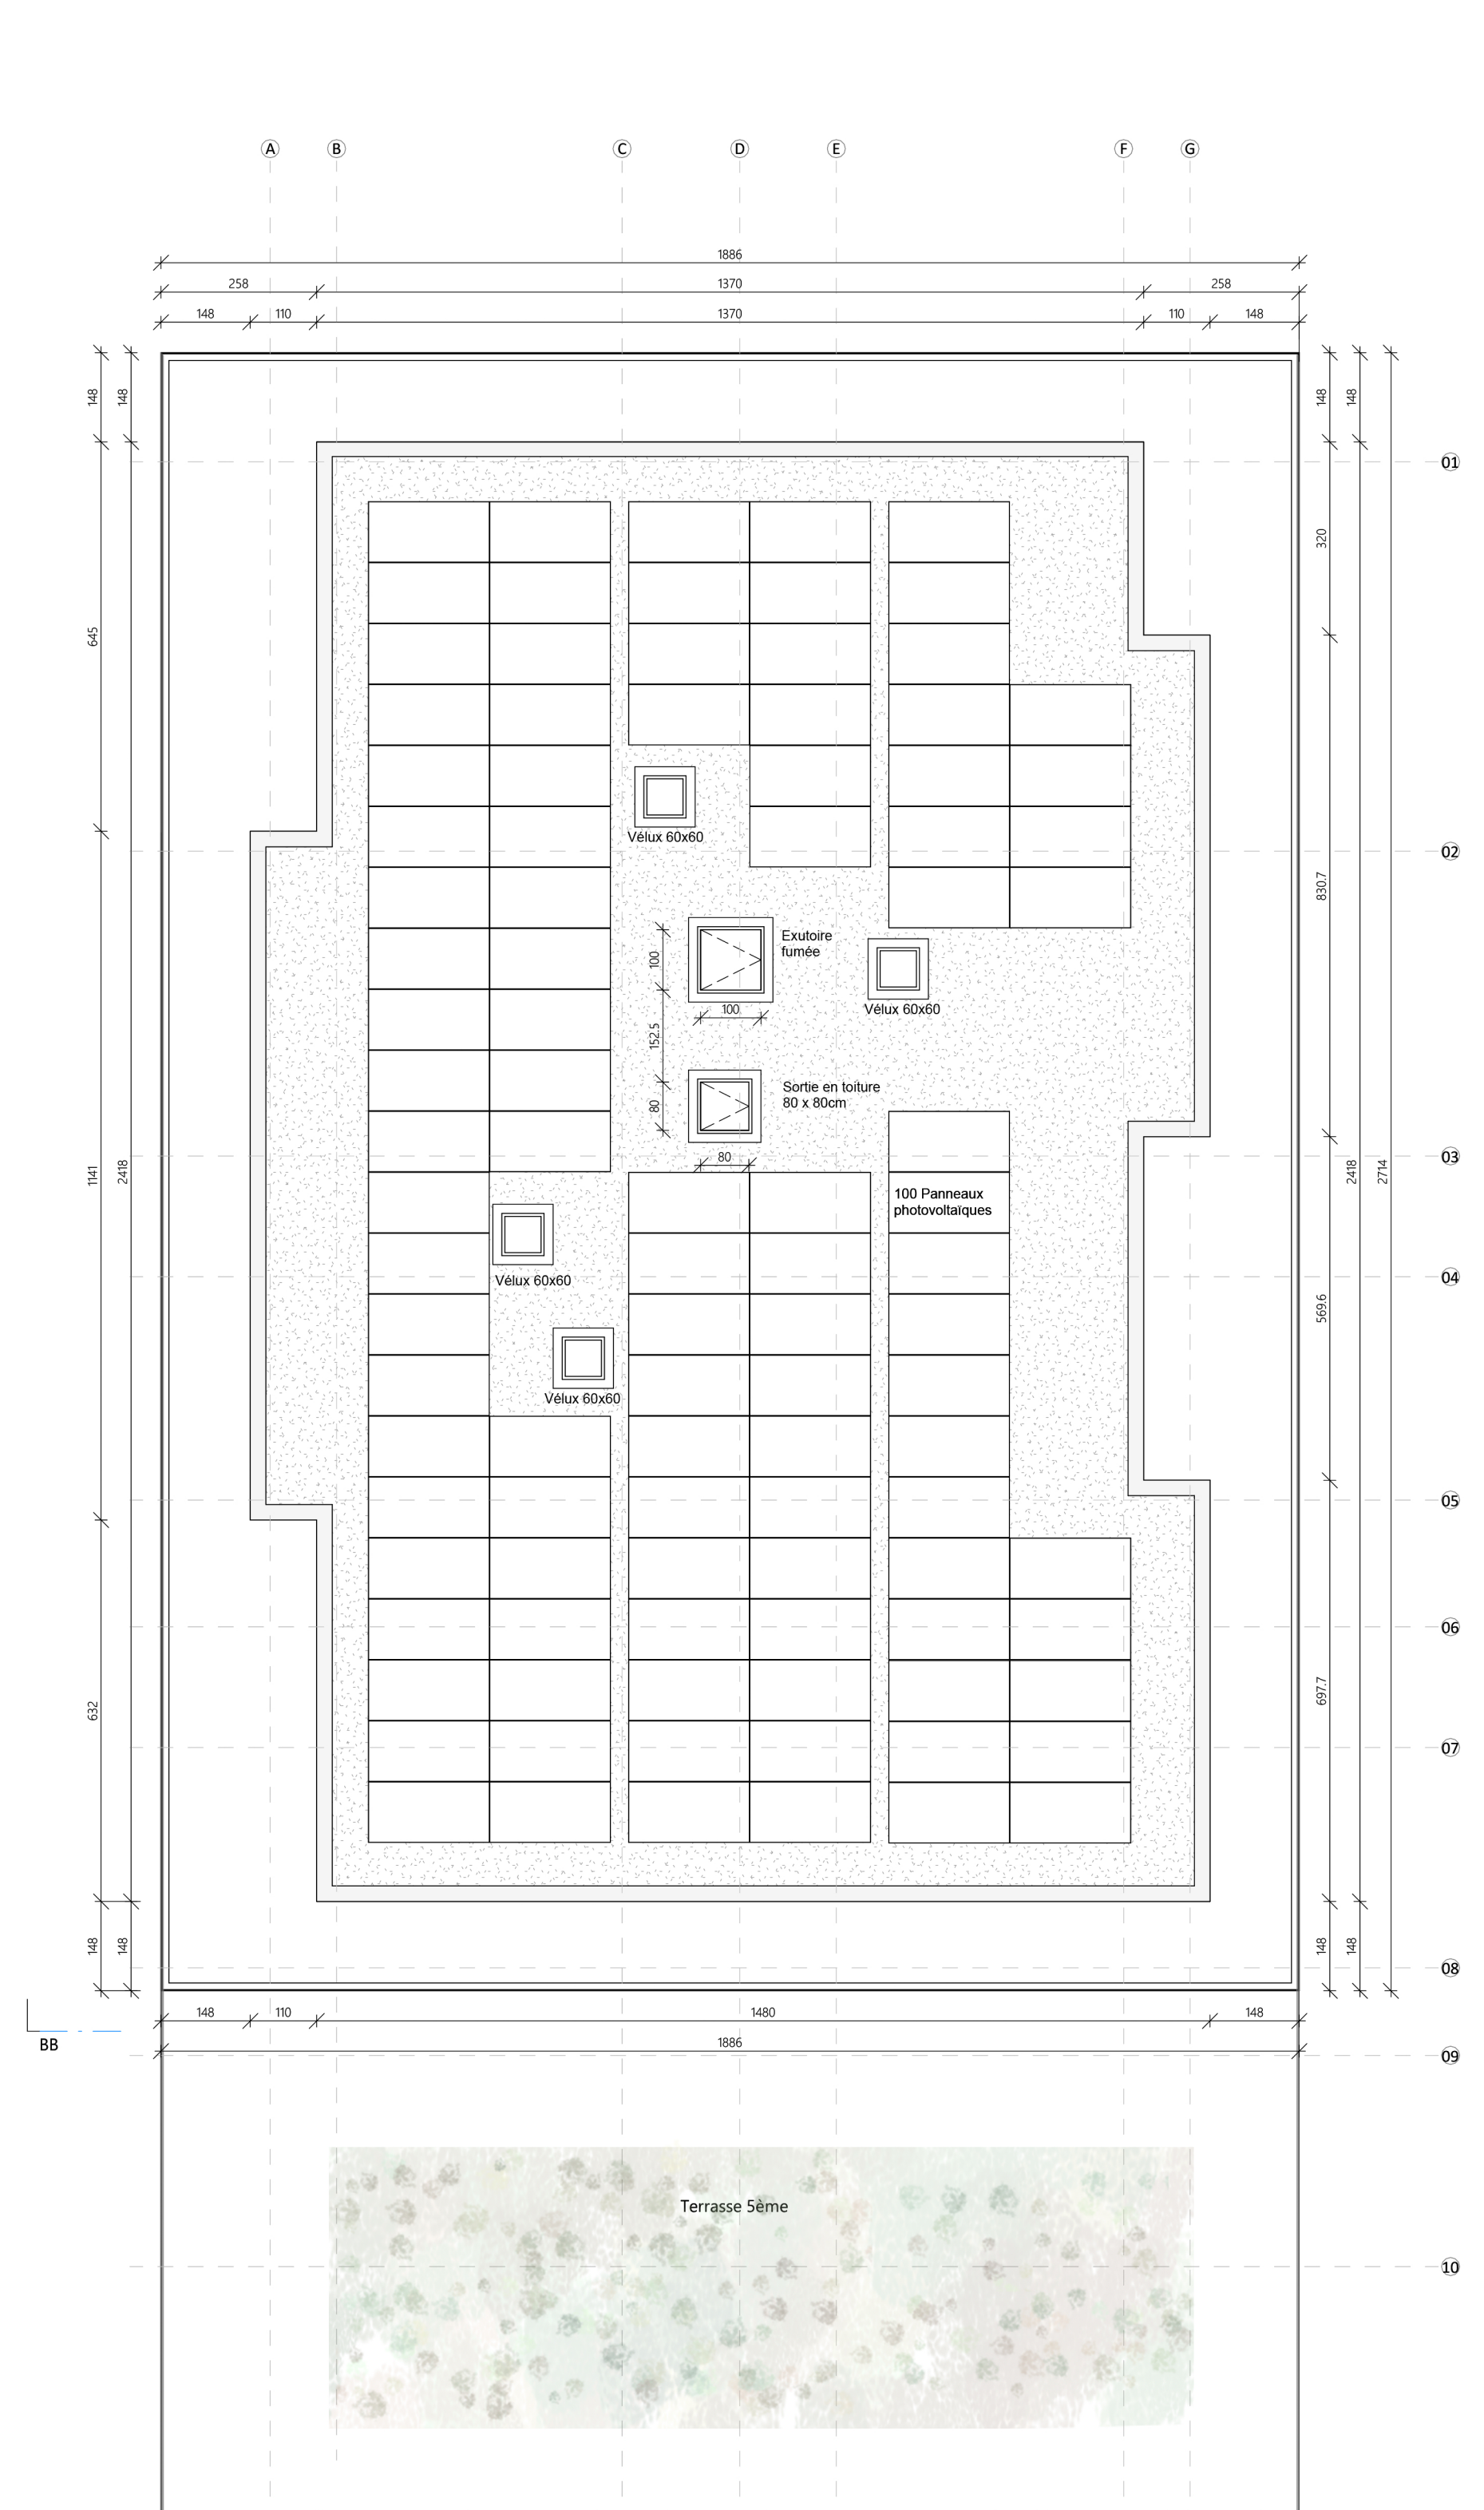 A B C D E F G
1886
258 1370 258
148 110 1370 110 148
148 148 148 148
01
320
645
Vélux 60x60
02
830.7
100
Exutoire
fumée
100
Vélux 60x60
152.5
80
Sortie en toiture
80 x 80cm
80
1141 2418 2418 2714
03
100 Panneaux
photovoltaïques
Vélux 60x60
04
569.6
Vélux 60x60
05
06
632
697.7
07
148 148 148 148
08
148 110 1480 148
BB
1886
09
Terrasse 5ème
10